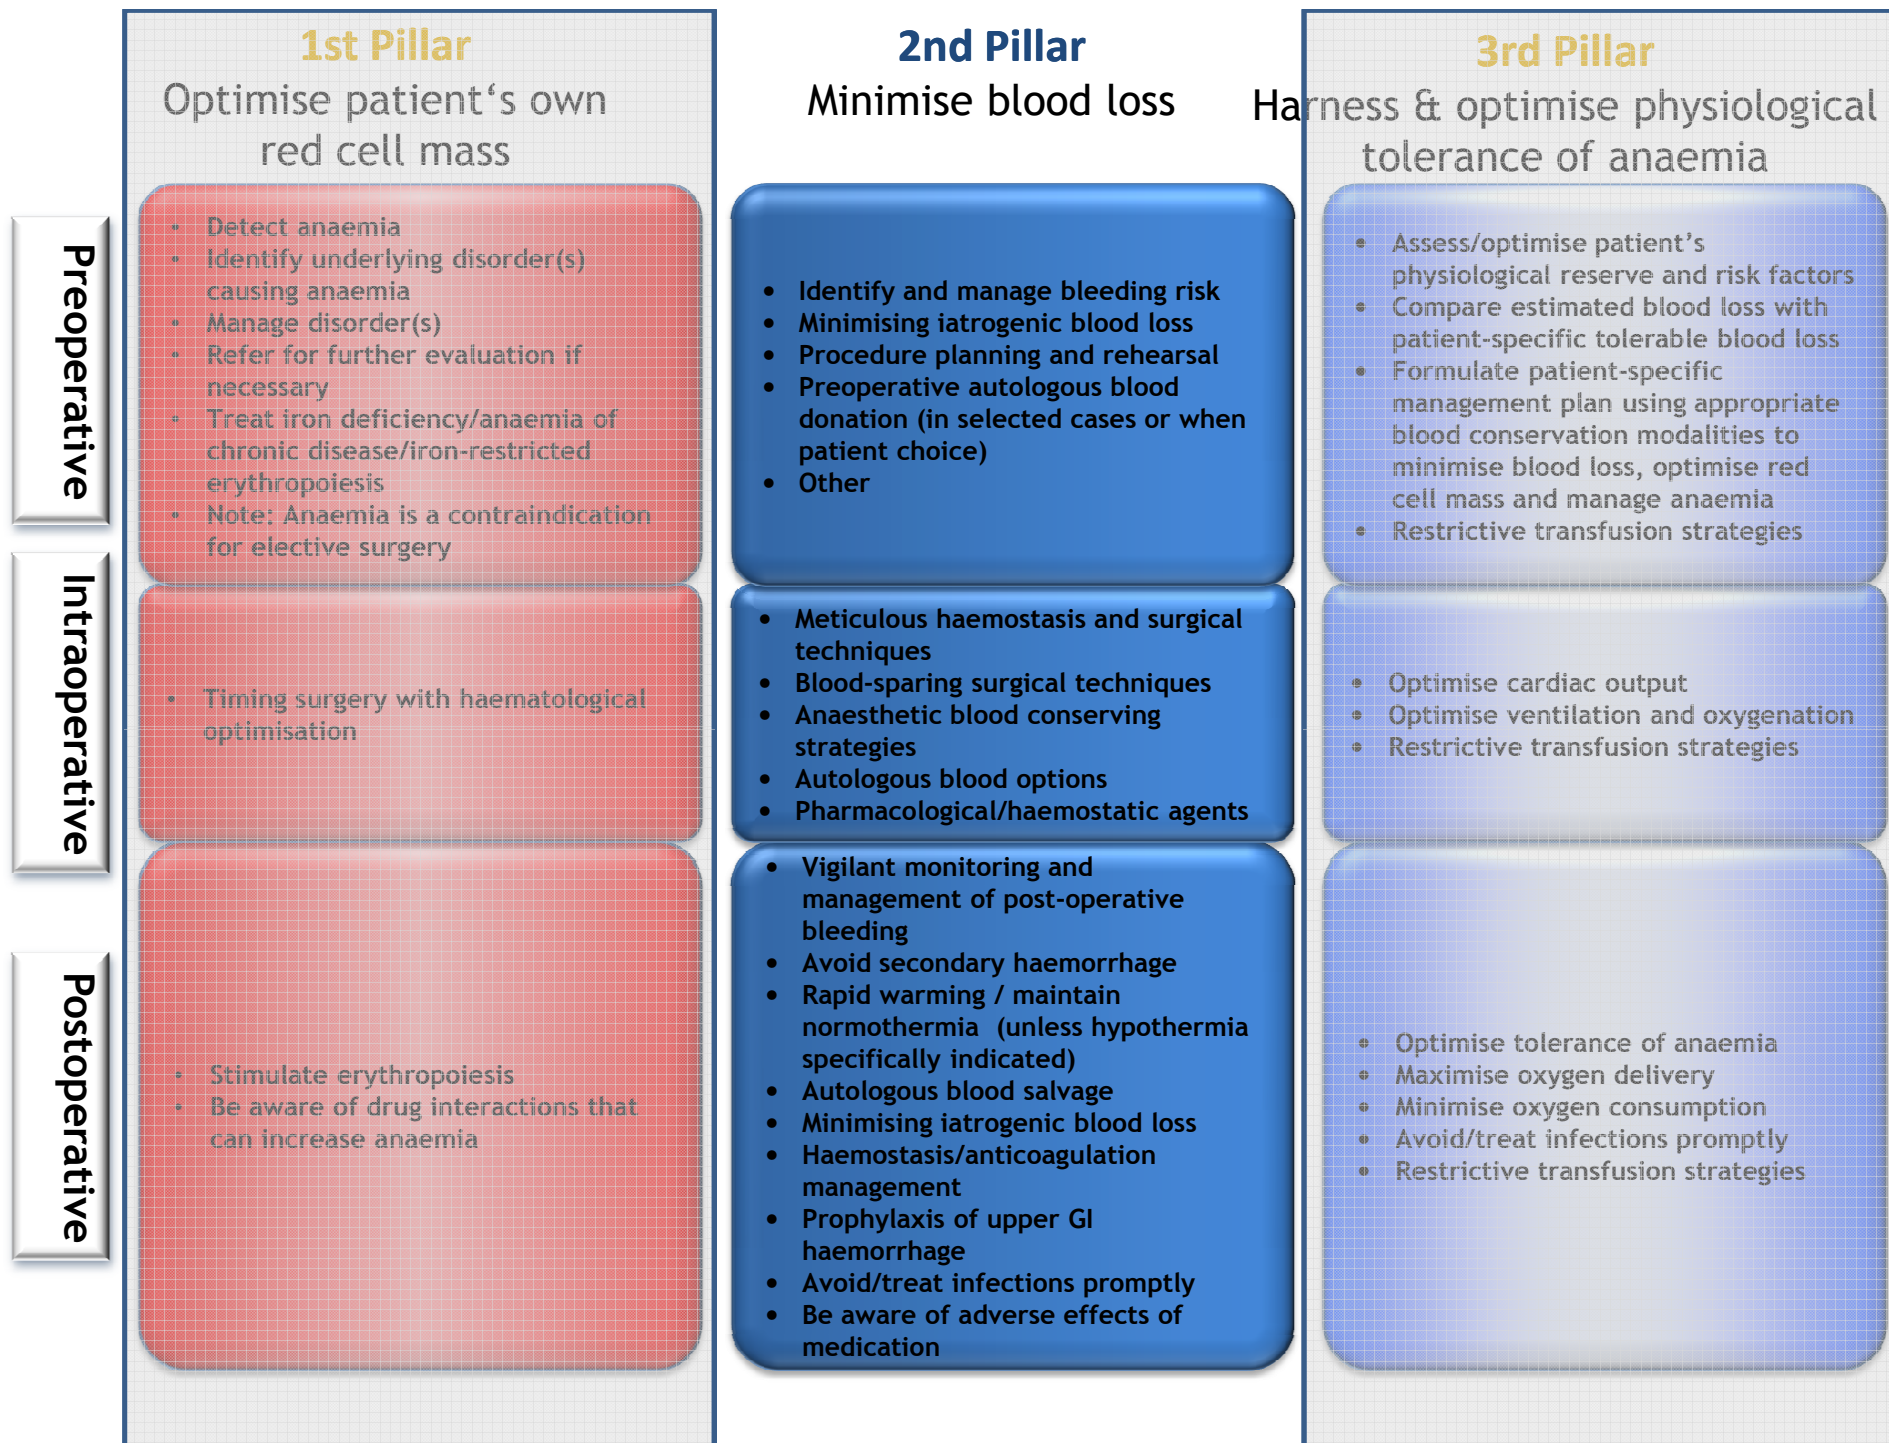 1st Pillar
Optimise patient‘s own
red cell mass
2nd Pillar
Minimise blood loss
3rd Pillar
Harness & optimise physiological
tolerance of anaemia
Preoperative
• Detect anaemia
• Identify underlying disorder(s)
causing anaemia
• Manage disorder(s)
• Refer for further evaluation if
necessary
• Treat iron deficiency/anaemia of
chronic disease/iron-restricted
erythropoiesis
• Note: Anaemia is a contraindication
for elective surgery
• Identify and manage bleeding risk
• Minimising iatrogenic blood loss
• Procedure planning and rehearsal
• Preoperative autologous blood
donation (in selected cases or when
patient choice)
• Other
• Assess/optimise patient’s
physiological reserve and risk factors
• Compare estimated blood loss with
patient-specific tolerable blood loss
• Formulate patient-specific
management plan using appropriate
blood conservation modalities to
minimise blood loss, optimise red
cell mass and manage anaemia
• Restrictive transfusion strategies
Intraoperative
• Timing surgery with haematological
optimisation
• Meticulous haemostasis and surgical
techniques
• Blood-sparing surgical techniques
• Anaesthetic blood conserving
strategies
• Autologous blood options
• Pharmacological/haemostatic agents
• Optimise cardiac output
• Optimise ventilation and oxygenation
• Restrictive transfusion strategies
Postoperative
• Stimulate erythropoiesis
• Be aware of drug interactions that
can increase anaemia
• Vigilant monitoring and
management of post-operative
bleeding
• Avoid secondary haemorrhage
• Rapid warming / maintain
normothermia (unless hypothermia
specifically indicated)
• Autologous blood salvage
• Minimising iatrogenic blood loss
• Haemostasis/anticoagulation
management
• Prophylaxis of upper GI
haemorrhage
• Avoid/treat infections promptly
• Be aware of adverse effects of
medication
• Optimise tolerance of anaemia
• Maximise oxygen delivery
• Minimise oxygen consumption
• Avoid/treat infections promptly
• Restrictive transfusion strategies